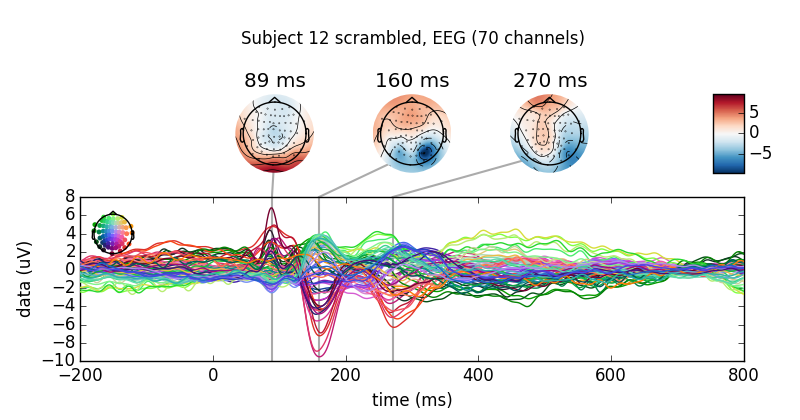 Subject 12 scrambled, EEG (70 channels)
89 ms 160 ms 270 ms
5
0
−5
8
6
4
2
0
−2
−4
−6
−8
−10
data (uV)
−200 0 200 400 600 800
time (ms)